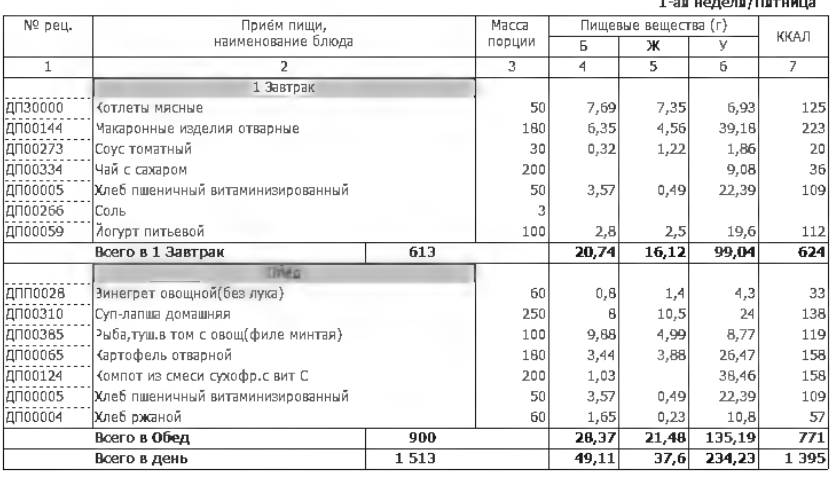 1-ая неделя/Пятница
№ рец. Приём пищи, наименование блюда Масса порции Пищевые вещества (г) ККАЛ
Б Ж У
1 2 3 4 5 6 7
1 Завтрак
ДП30000 Котлеты мясные 50 7,69 7,35 6,93 125
ДП00144 Макаронные изделия отварные 180 6,35 4,56 39,18 223
ДП00273 Соус томатный 30 0,32 1,22 1,86 20
ДП00334 Чай с сахаром 200 9,08 36
ДП00005 Хлеб пшеничный витаминизированный 50 3,57 0,49 22,39 109
ДП00266 Соль 3
ДП00059 Йогурт питьевой 100 2,8 2,5 19,6 112
Всего в 1 Завтрак 613 20,74 16,12 99,04 624
Обед
ДПП0028 Винегрет овощной(без лука) 60 0,8 1,4 4,3 33
ДП00310 Суп-лапша домашняя 250 8 10,5 24 138
ДП00385 Рыба,туш.в том с овощ(филе минтая) 100 9,88 4,99 8,77 119
ДП00065 Картофель отварной 180 3,44 3,88 26,47 158
ДП00124 Компот из смеси сухофр.с вит С 200 1,03 38,46 158
ДП00005 Хлеб пшеничный витаминизированный 50 3,57 0,49 22,39 109
ДП00004 Хлеб ржаной 60 1,65 0,23 10,8 57
Всего в Обед 900 28,37 21,48 135,19 771
Всего в день 1 513 49,11 37,6 234,23 1 395